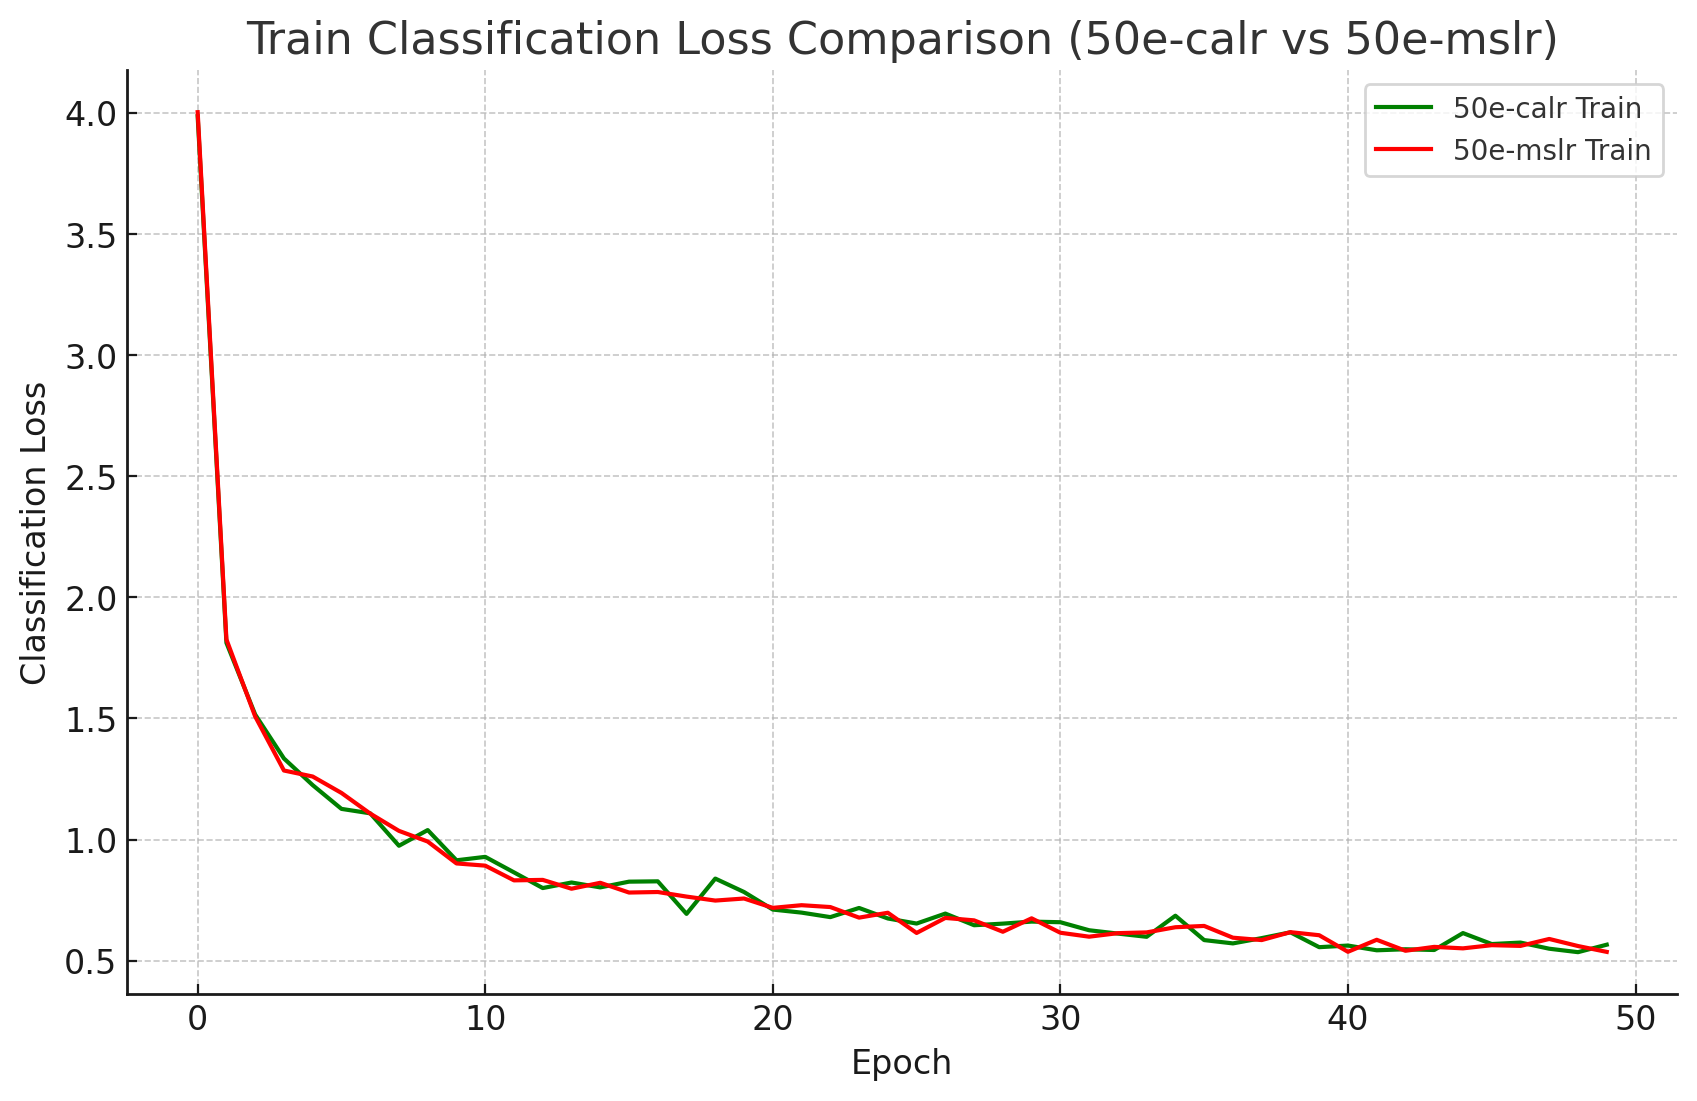 Train Classification Loss Comparison (50e-calr vs 50e-mslr)
50e-calr Train
50e-mslr Train
Classification Loss
4.0
3.5
3.0
2.5
2.0
1.5
1.0
0.5
0 10 20 30 40 50
Epoch